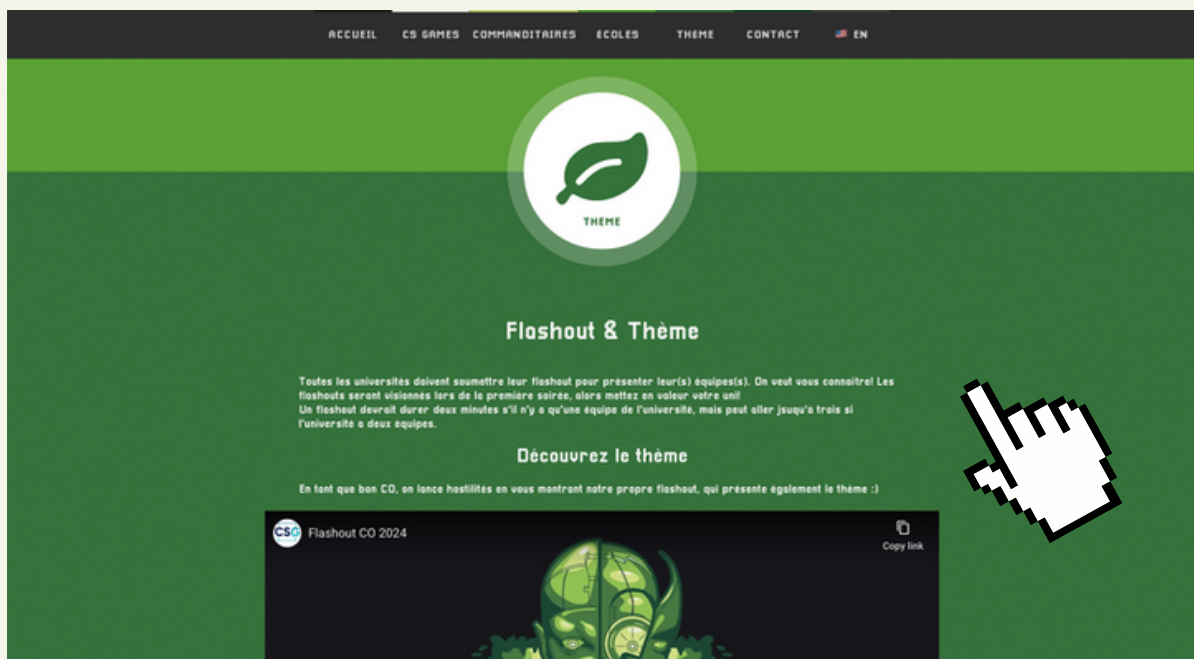 ACCUEIL CS GAMES COMMANDITAIRES ÉCOLES THÈME CONTACT EN
THÈME
Flashout & Thème
Toutes les universités doivent soumettre leur flashout pour présenter leur(s) équipes(s). On veut vous connaître! Les
flashouts seront visionnés lors de la première soirée, alors mettez en valeur votre uni!
Un flashout devrait durer deux minutes s'il n'y a qu'une équipe de l'université, mais peut aller jsuqu'à trois si
l'université a deux équipes.
Découvrez le thème
En tant que bon CO, on lance hostilités en vous montrant notre propre flashout, qui présente également le thème :)
CSG Flashout CO 2024
Copy link